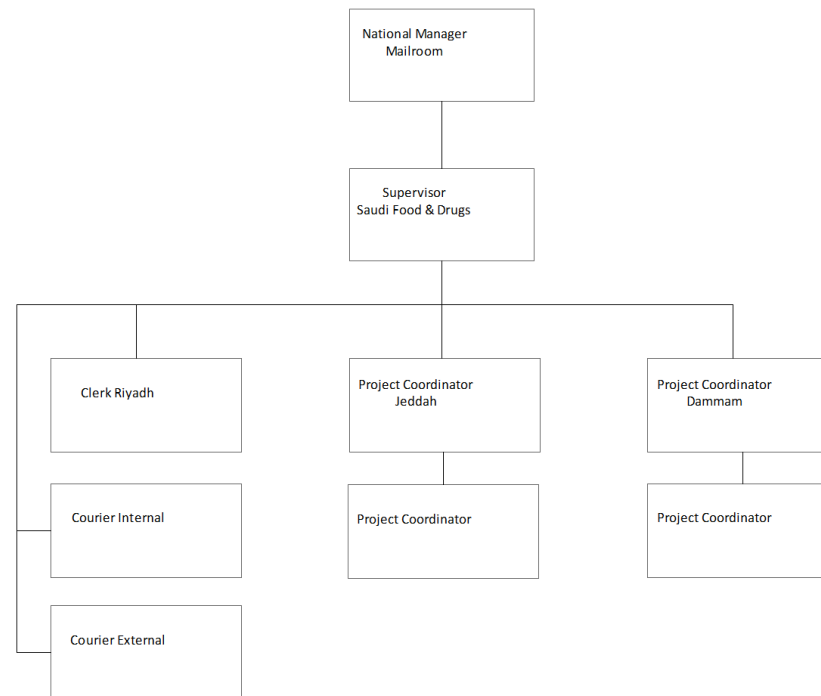 National Manager
Mailroom
Supervisor
Saudi Food & Drugs
Clerk Riyadh
Project Coordinator
Jeddah
Project Coordinator
Dammam
Courier Internal
Project Coordinator
Project Coordinator
Courier External